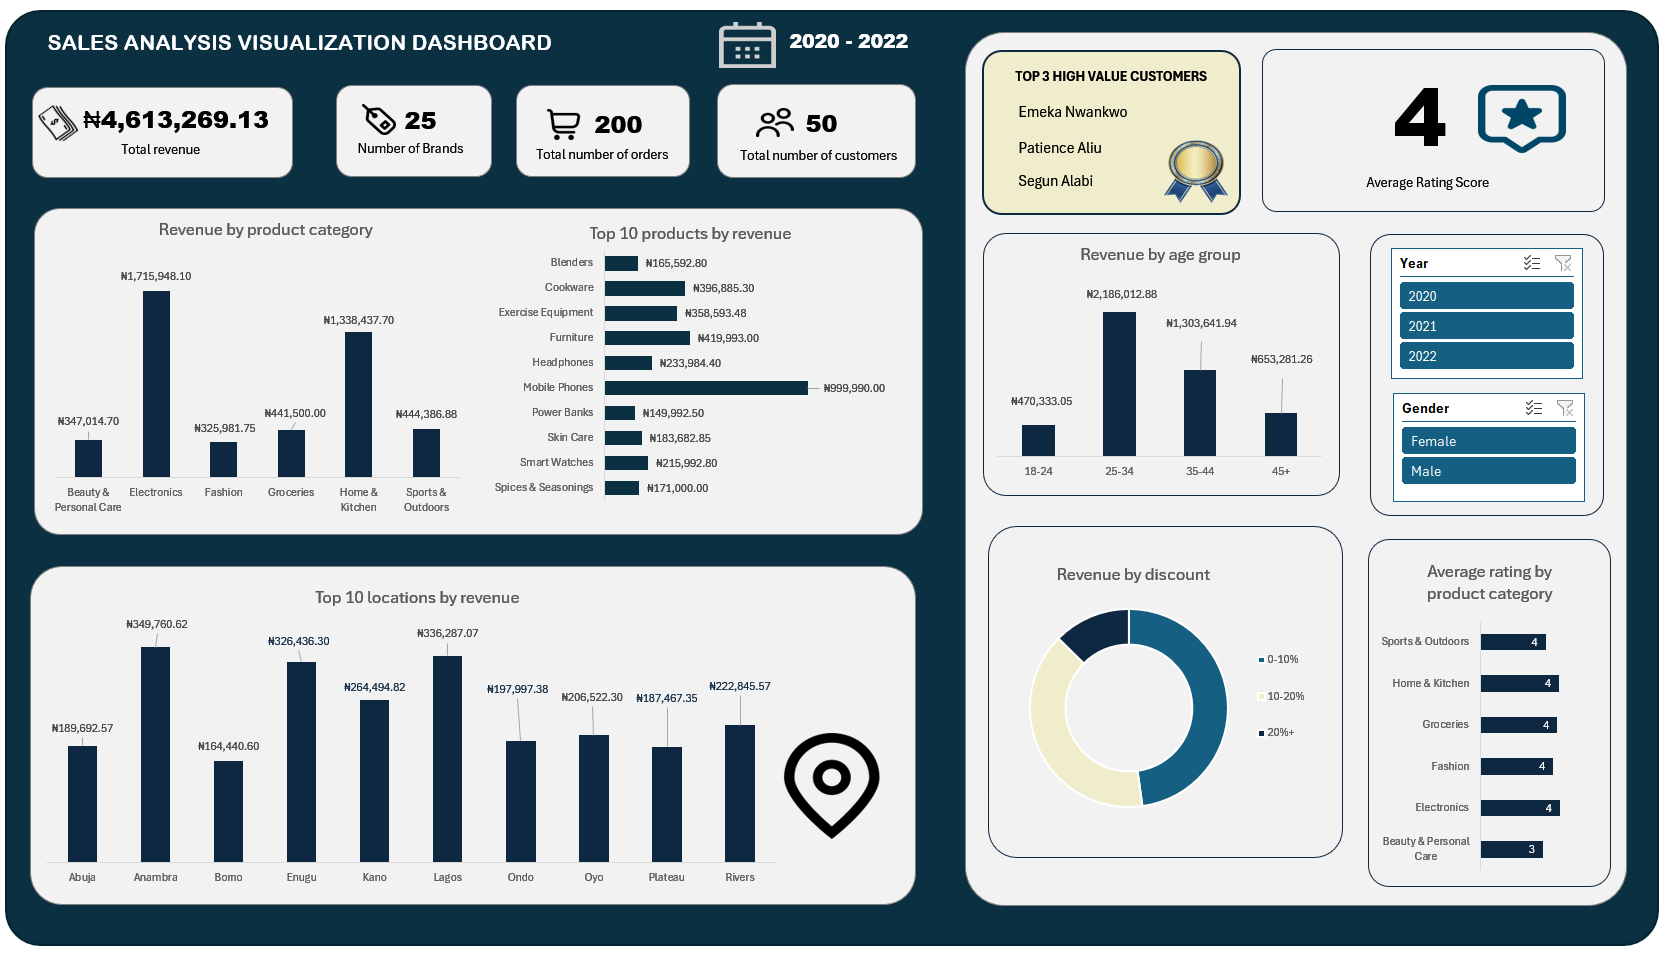 SALES ANALYSIS VISUALIZATION DASHBOARD
2020 - 2022
₦4,613,269.13
Total revenue
25
Number of Brands
200
Total number of orders
50
Total number of customers
Revenue by product category
₦347,014.70
₦1,715,948.10
₦325,981.75
₦441,500.00
₦1,338,437.70
₦444,386.88
Beauty &
Personal Care
Electronics
Fashion
Groceries
Home &
Kitchen
Sports &
Outdoors
Top 10 products by revenue
Blenders ₦165,592.80
Cookware ₦396,885.30
Exercise Equipment ₦358,593.48
Furniture ₦419,993.00
Headphones ₦233,984.40
Mobile Phones ₦999,990.00
Power Banks ₦149,992.50
Skin Care ₦183,682.85
Smart Watches ₦215,992.80
Spices & Seasonings ₦171,000.00
Top 10 locations by revenue
₦189,692.57
₦349,760.62
₦164,440.60
₦326,436.30
₦264,494.82
₦336,287.07
₦197,997.38
₦206,522.30
₦187,467.35
₦222,845.57
Abuja
Anambra
Borno
Enugu
Kano
Lagos
Ondo
Oyo
Plateau
Rivers
TOP 3 HIGH VALUE CUSTOMERS
Emeka Nwankwo
Patience Aliu
Segun Alabi
4
Average Rating Score
Revenue by age group
₦470,333.05
₦2,186,012.88
₦1,303,641.94
₦653,281.26
18-24
25-34
35-44
45+
Year
2020
2021
2022
Gender
Female
Male
Revenue by discount
0-10%
10-20%
20%+
Average rating by
product category
Sports & Outdoors 4
Home & Kitchen 4
Groceries 4
Fashion 4
Electronics 4
Beauty & Personal
Care
3